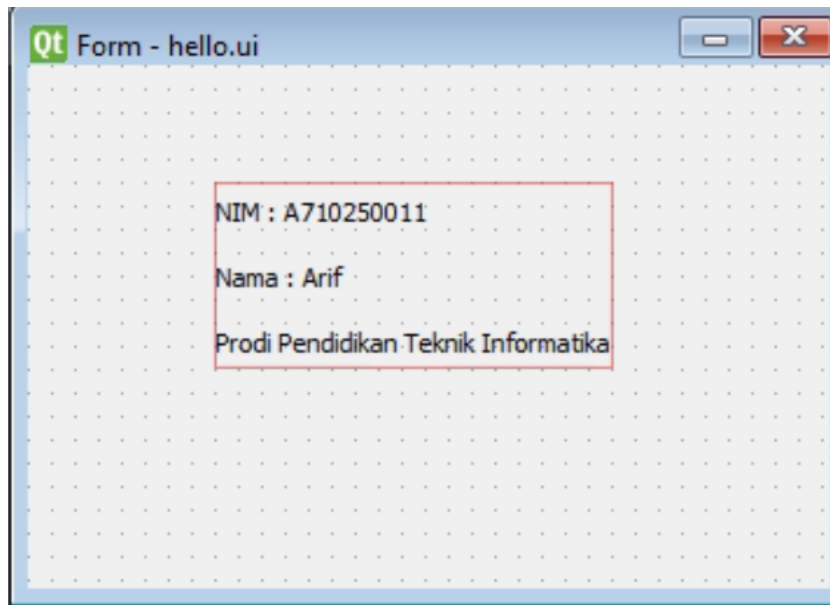 Qt Form - hello.ui
NIM : A710250011
Nama : Arif
Prodi Pendidikan Teknik Informatika